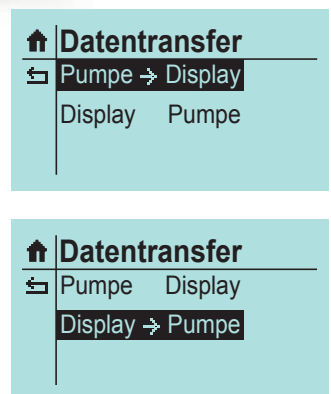 Datentransfer
Pumpe → Display
Display Pumpe
Datentransfer
Pumpe Display
Display → Pumpe